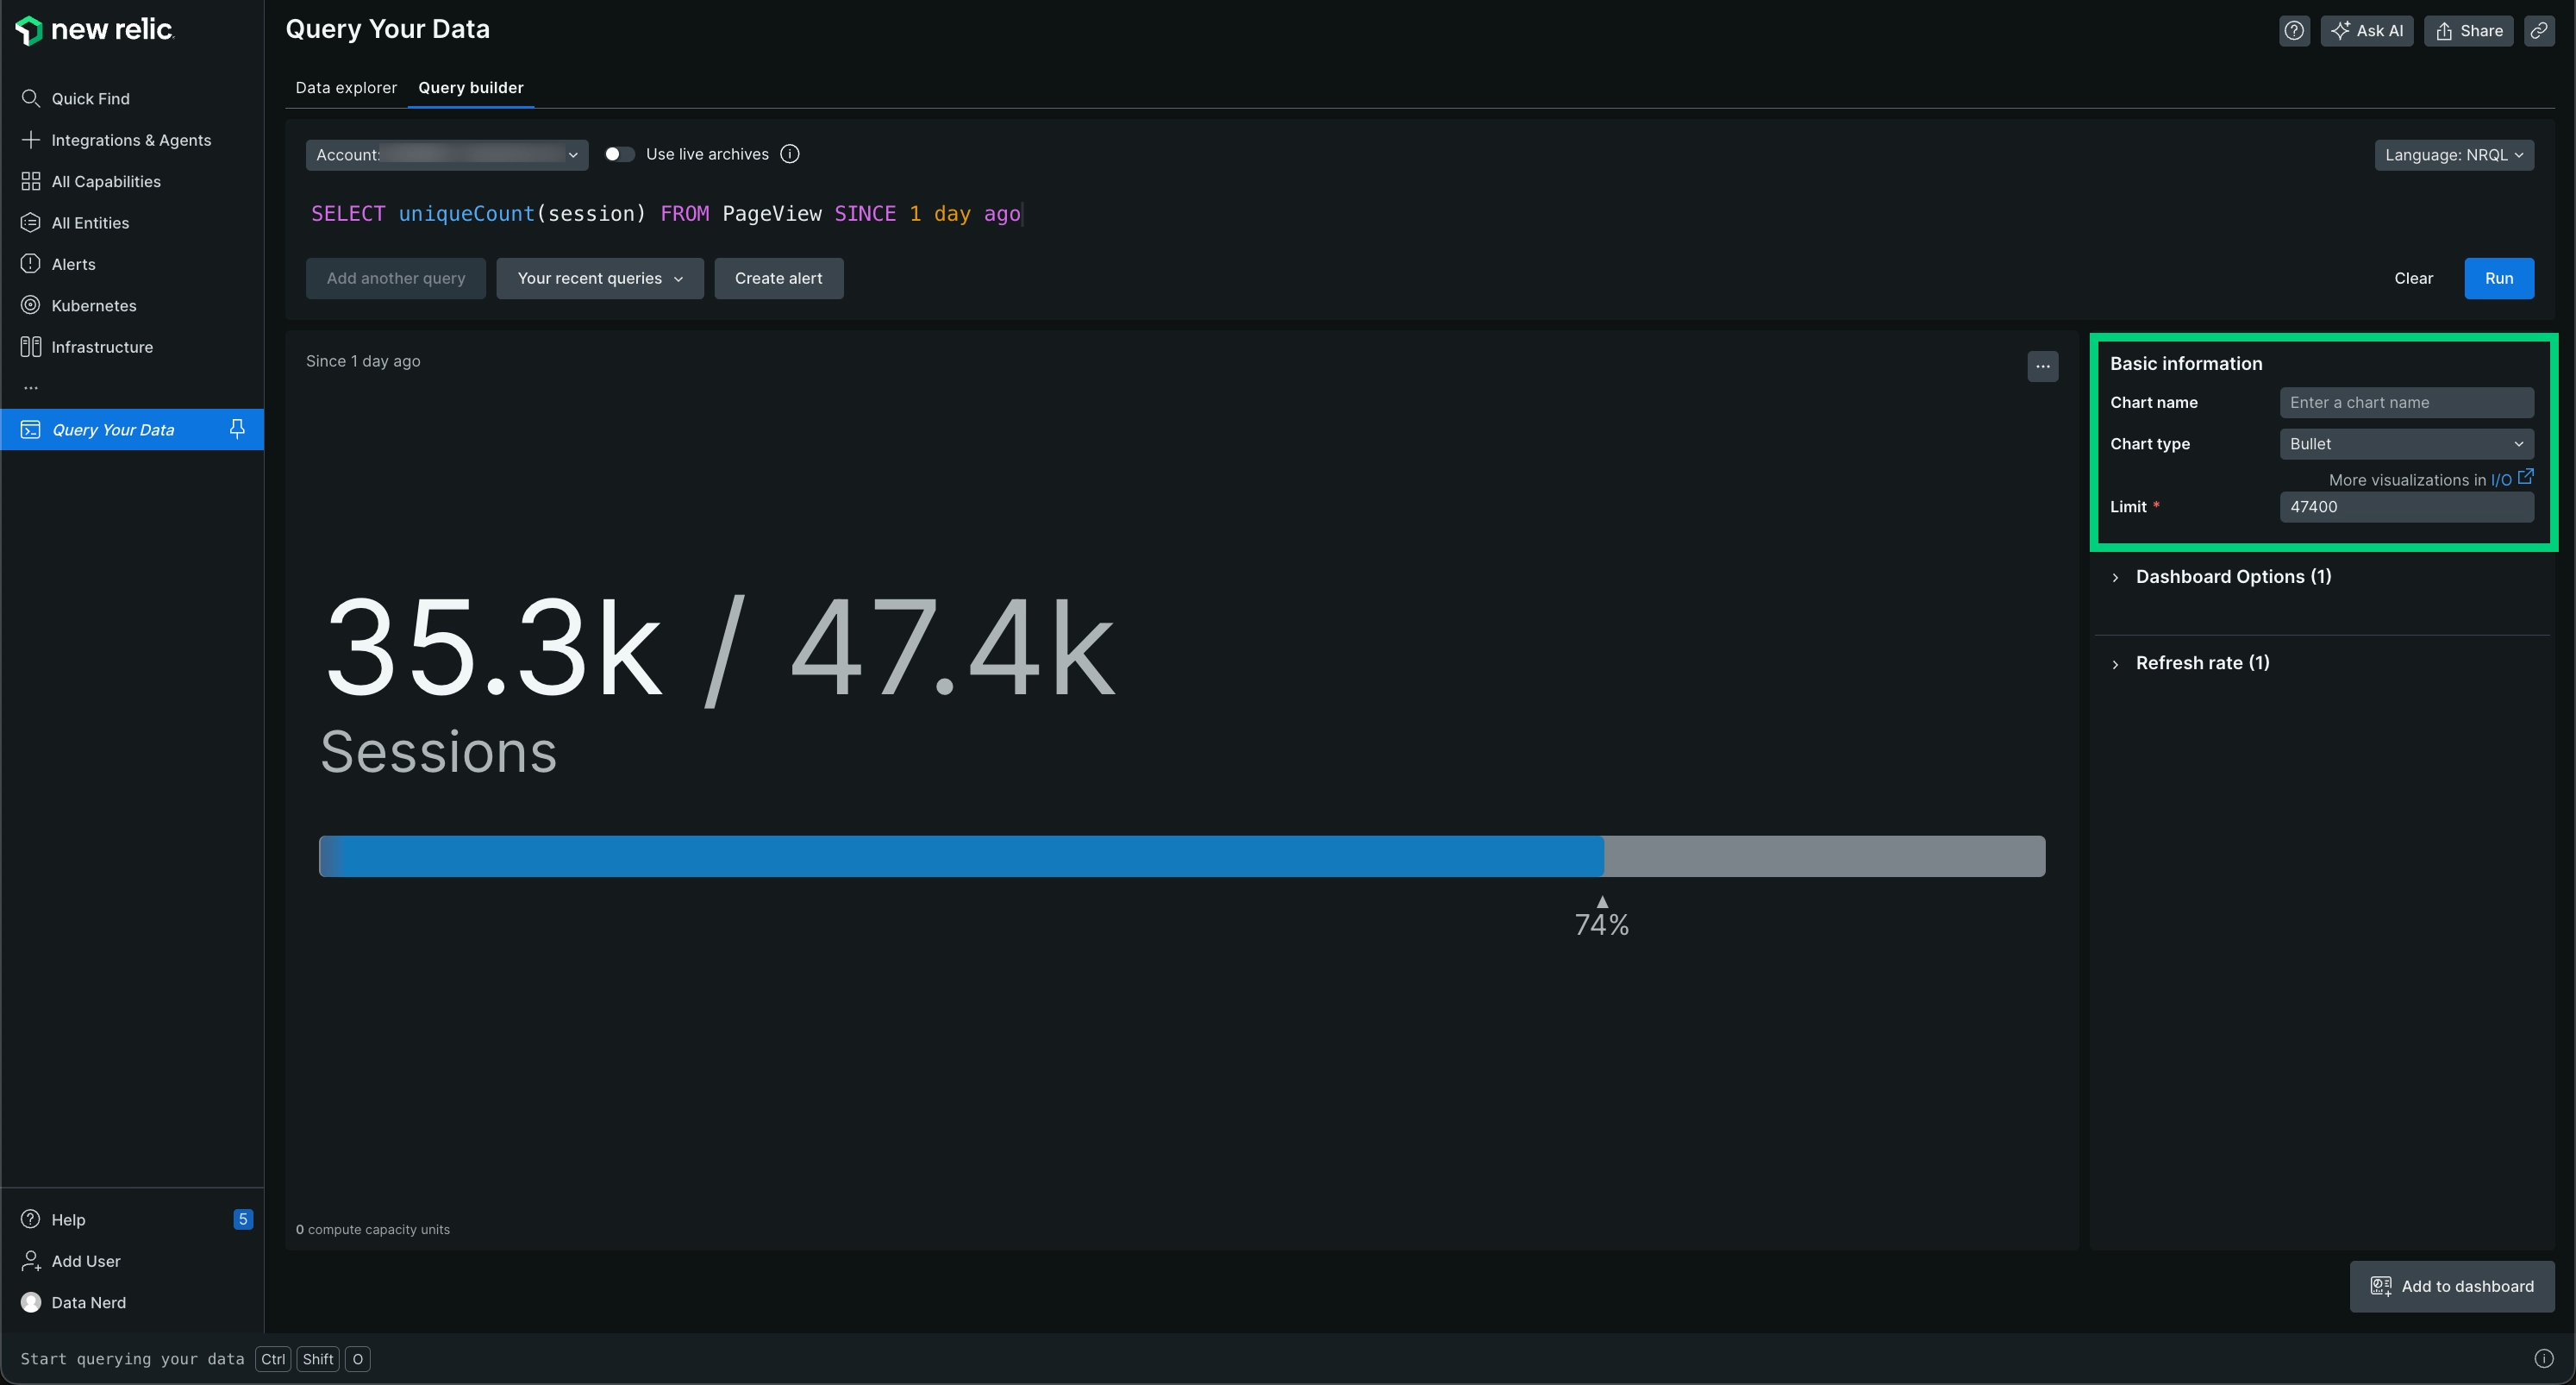 new relic
Quick Find
Integrations & Agents
All Capabilities
All Entities
Alerts
Kubernetes
Infrastructure
...
Query Your Data
Help 5
Add User
Data Nerd
Query Your Data
Ask AI
Share
Data explorer
Query builder
Account:
Use live archives
Language: NRQL
SELECT uniqueCount(session) FROM PageView SINCE 1 day ago
Add another query
Your recent queries
Create alert
Clear
Run
Since 1 day ago
...
35.3k / 47.4k
Sessions
74%
0 compute capacity units
Basic information
Chart name Enter a chart name
Chart type Bullet
More visualizations in I/O
Limit * 47400
Dashboard Options (1)
Refresh rate (1)
Add to dashboard
Start querying your data Ctrl Shift O